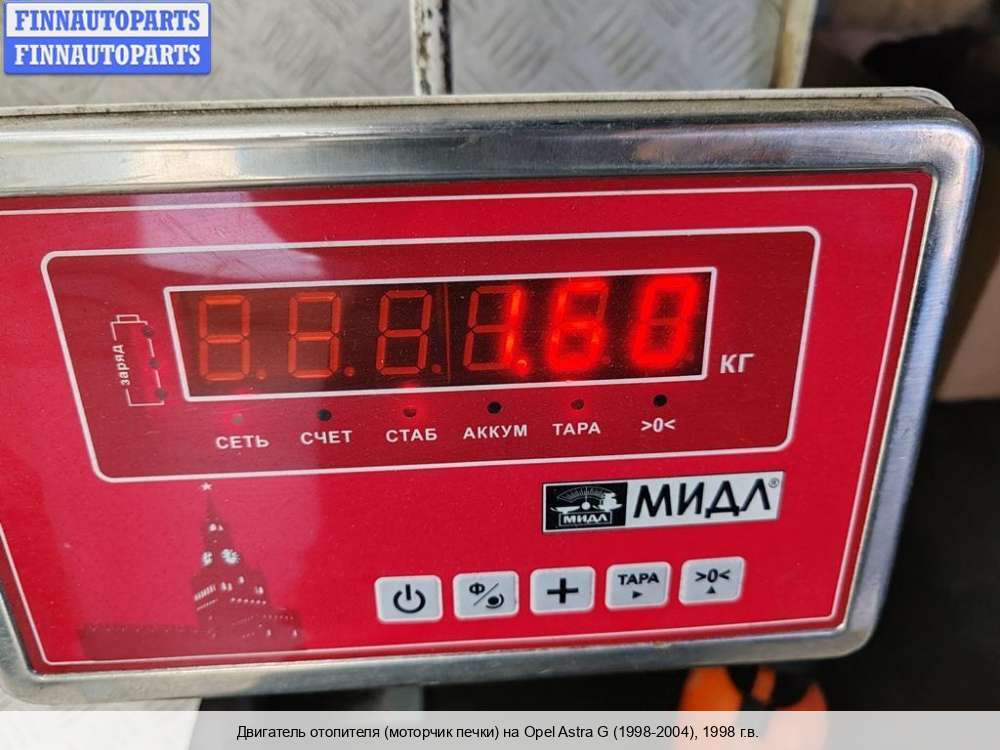 FINNAUTOPARTS
FINNAUTOPARTS
заряд
1.60
КГ
СЕТЬ СЧЕТ СТАБ АККУМ ТАРА >0<
МИДЛ МИДЛ®
Ф ТАРА >0<
Двигатель отопителя (моторчик печки) на Opel Astra G (1998-2004), 1998 г.в.